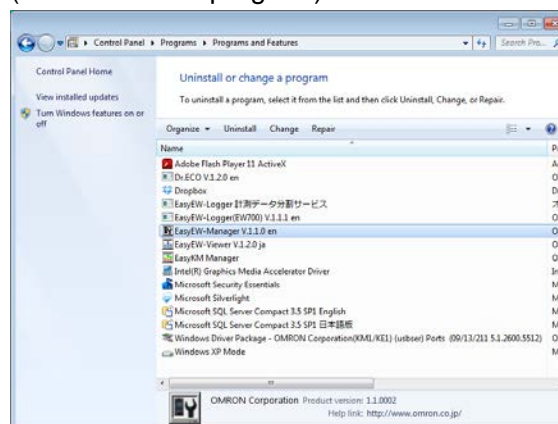 Control Panel ▸ Programs ▸ Programs and Features
Search Pro...
Control Panel Home
View installed updates
Turn Windows features on or off
Uninstall or change a program
To uninstall a program, select it from the list and then click Uninstall, Change, or Repair.
Organize Uninstall Change Repair
Name
Adobe Flash Player 11 ActiveX
Dr.ECO V.1.2.0 en
Dropbox
EasyEW-Logger 計測データ分割サービス
EasyEW-Logger(EW700) V.1.1.1 en
EasyEW-Manager V.1.1.0 en
EasyEW-Viewer V.1.2.0 ja
EasyKM Manager
Intel(R) Graphics Media Accelerator Driver
Microsoft Security Essentials
Microsoft Silverlight
Microsoft SQL Server Compact 3.5 SP1 English
Microsoft SQL Server Compact 3.5 SP1 日本語版
Windows Driver Package - OMRON Corporation(KM1/KE1) (usbser) Ports (09/13/211 5.1.2600.5512)
Windows XP Mode
OMRON Corporation Product version: 1.1.0002
Help link: http://www.omron.co.jp/